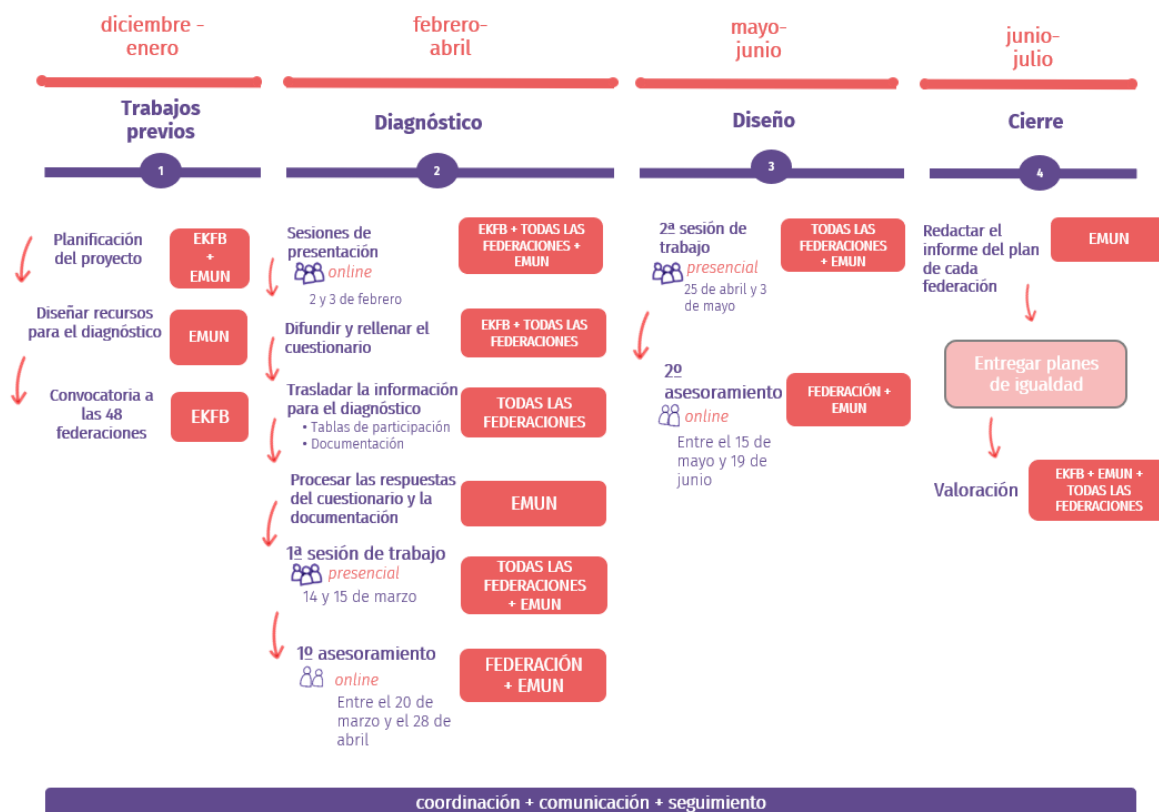 diciembre -
enero
Trabajos
previos
1
Planificación
del proyecto
EKFB
+
EMUN
Diseñar recursos
para el diagnóstico
EMUN
Convocatoria a
las 48
federaciones
EKFB
febrero-
abril
Diagnóstico
2
Sesiones de
presentación
online
2 y 3 de febrero
EKFB + TODAS LAS
FEDERACIONES +
EMUN
Difundir y rellenar el
cuestionario
EKFB + TODAS LAS
FEDERACIONES
Trasladar la información
para el diagnóstico
• Tablas de participación
• Documentación
TODAS LAS
FEDERACIONES
Procesar las respuestas
del cuestionario y la
documentación
EMUN
1ª sesión de trabajo
presencial
14 y 15 de marzo
TODAS LAS
FEDERACIONES
+ EMUN
1º asesoramiento
online
Entre el 20 de
marzo y el 28 de
abril
FEDERACIÓN
+ EMUN
mayo-
junio
Diseño
3
2ª sesión de
trabajo
presencial
25 de abril y 3
de mayo
TODAS LAS
FEDERACIONES
+ EMUN
2º
asesoramiento
online
Entre el 15 de
mayo y 19 de
junio
FEDERACIÓN +
EMUN
junio-
julio
Cierre
4
Redactar el
informe del plan
de cada
federación
EMUN
Entregar planes
de igualdad
Valoración
EKFB + EMUN +
TODAS LAS
FEDERACIONES
coordinación + comunicación + seguimiento